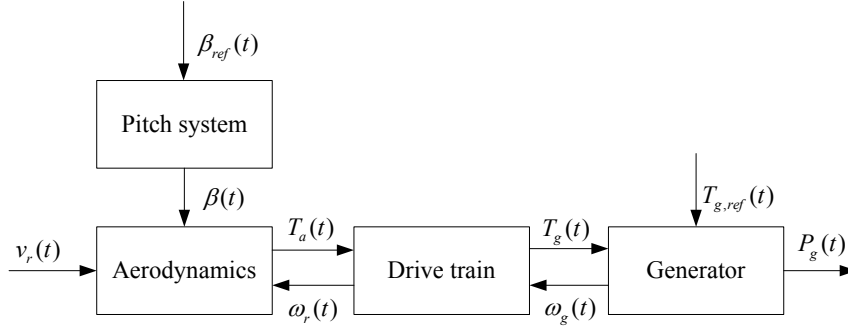 β_ref(t)
Pitch system
β(t)
T_g,ref(t)
v_r(t)
Aerodynamics
T_a(t)
ω_r(t)
Drive train
T_g(t)
ω_g(t)
Generator
P_g(t)